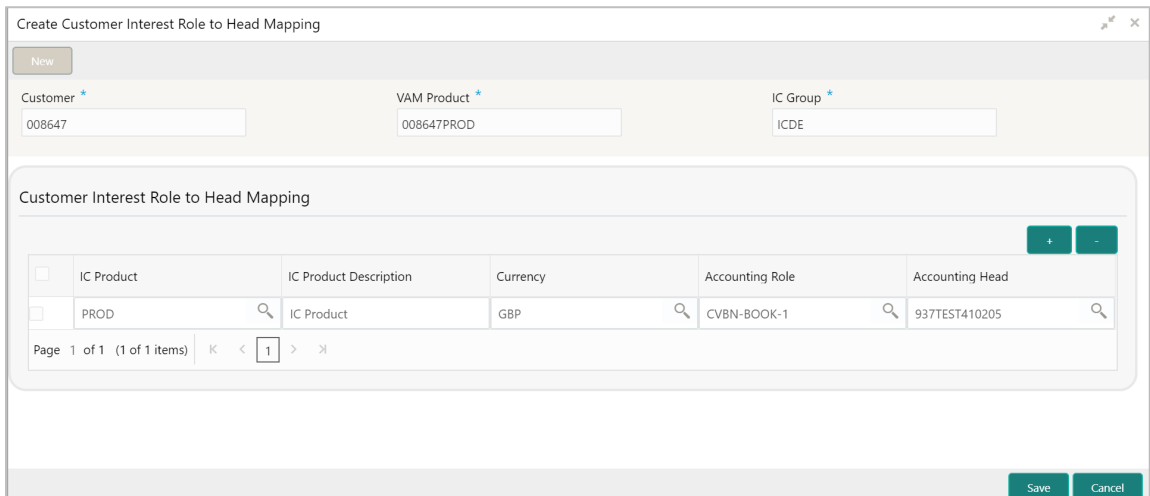 Create Customer Interest Role to Head Mapping
New
Customer * VAM Product * IC Group *
008647 008647PROD ICDE
Customer Interest Role to Head Mapping
+ -
IC Product IC Product Description Currency Accounting Role Accounting Head
PROD IC Product GBP CVBN-BOOK-1 937TEST410205
Page 1 of 1 (1 of 1 items) K < 1 > >|
Save Cancel